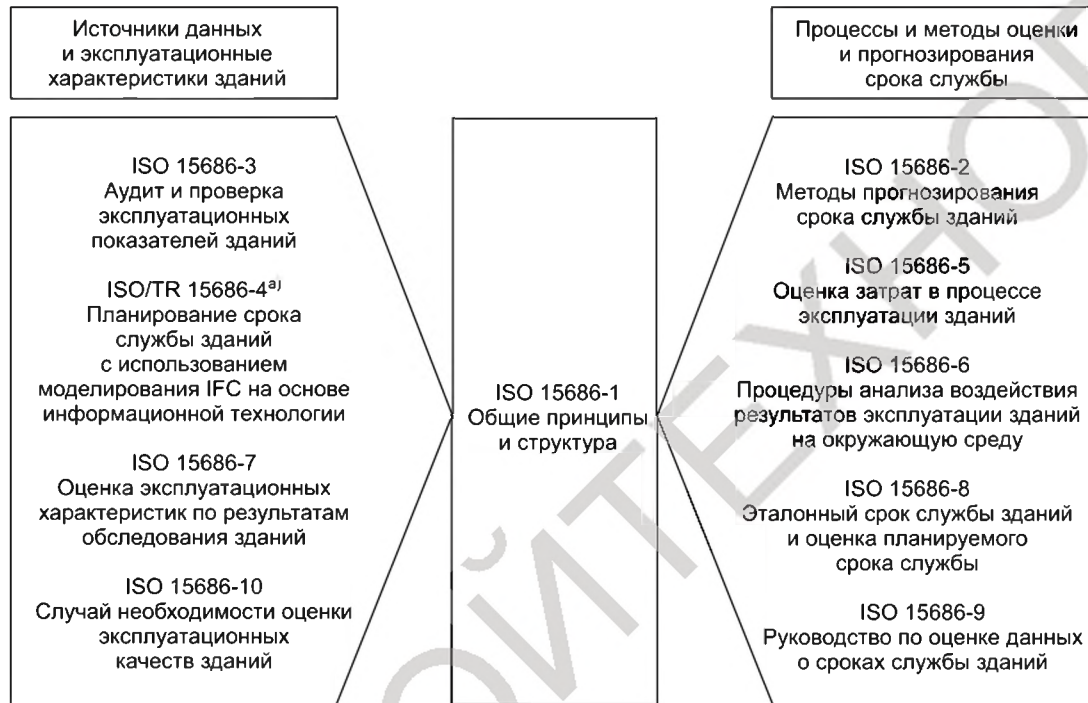 Источники данных
и эксплуатационные
характеристики зданий
Процессы и методы оценки
и прогнозирования
срока службы
ISO 15686-3
Аудит и проверка
эксплуатационных
показателей зданий
ISO/TR 15686-4а)
Планирование срока
службы зданий
с использованием
моделирования IFC на основе
информационной технологии
ISO 15686-7
Оценка эксплуатационных
характеристик по результатам
обследования зданий
ISO 15686-10
Случай необходимости оценки
эксплуатационных
качеств зданий
ISO 15686-1
Общие принципы
и структура
ISO 15686-2
Методы прогнозирования
срока службы зданий
ISO 15686-5
Оценка затрат в процессе
эксплуатации зданий
ISO 15686-6
Процедуры анализа воздействия
результатов эксплуатации зданий
на окружающую среду
ISO 15686-8
Эталонный срок службы зданий
и оценка планируемого
срока службы
ISO 15686-9
Руководство по оценке данных
о сроках службы зданий